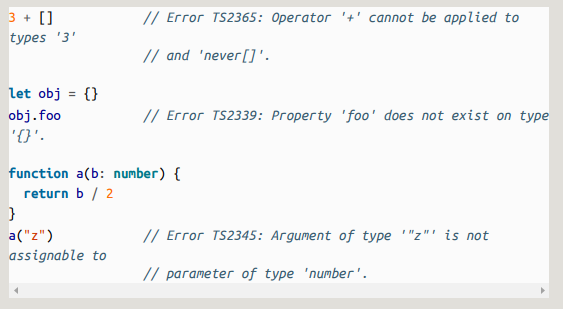 3 + []            // Error TS2365: Operator '+' cannot be applied to
types '3'
                  // and 'never[]'.
let obj = {}
obj.foo           // Error TS2339: Property 'foo' does not exist on type
'{}'.
function a(b: number) {
  return b / 2
}
a("z")            // Error TS2345: Argument of type '"z"' is not
assignable to
                  // parameter of type 'number'.